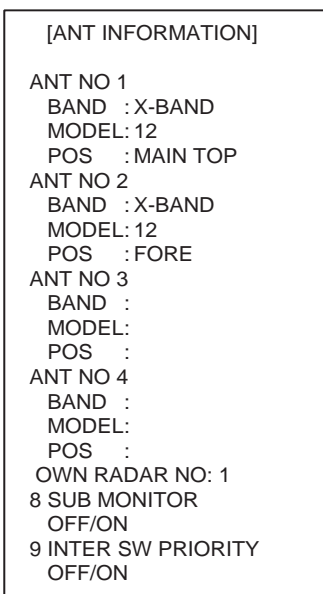 [ANT INFORMATION]
ANT NO 1
BAND : X-BAND
MODEL: 12
POS : MAIN TOP
ANT NO 2
BAND : X-BAND
MODEL: 12
POS : FORE
ANT NO 3
BAND :
MODEL:
POS :
ANT NO 4
BAND :
MODEL:
POS :
OWN RADAR NO: 1
8 SUB MONITOR
OFF/ON
9 INTER SW PRIORITY
OFF/ON